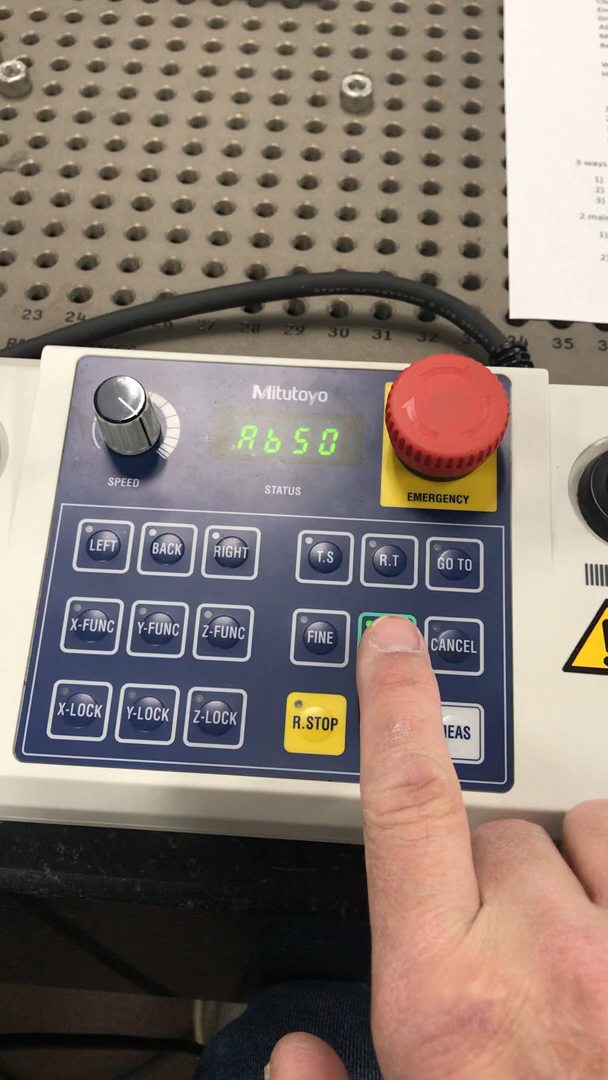 3 ways
1)
2)
3)
2 mai
1)
2)
23 24 27 28 29 30 31 32 33 34 35
Mitutoyo
Ab50
SPEED
STATUS
EMERGENCY
LEFT BACK RIGHT T.S R.T GO TO
X-FUNC Y-FUNC Z-FUNC FINE CANCEL
X-LOCK Y-LOCK Z-LOCK R.STOP MEAS